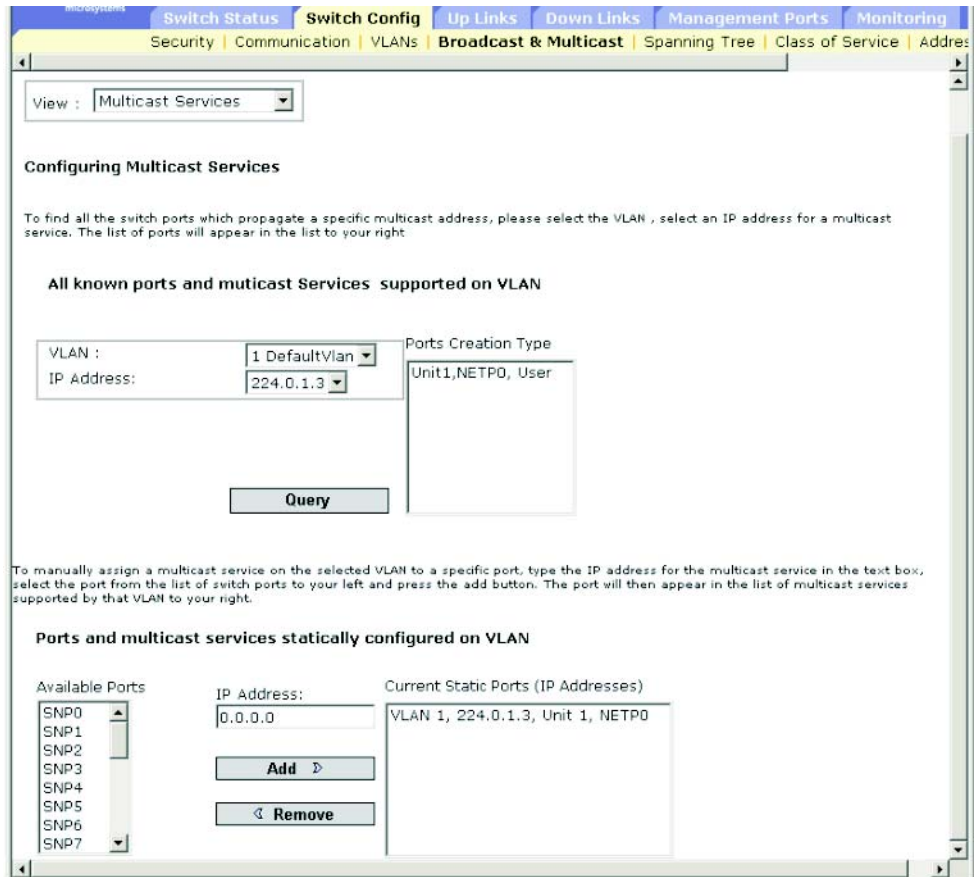 microsystems
Switch Status Switch Config Up Links Down Links Management Ports Monitoring
Security | Communication | VLANs | Broadcast & Multicast | Spanning Tree | Class of Service | Addres
View : Multicast Services
Configuring Multicast Services
To find all the switch ports which propagate a specific multicast address, please select the VLAN , select an IP address for a multicast
service. The list of ports will appear in the list to your right
All known ports and muticast Services supported on VLAN
VLAN : 1 DefaultVlan
IP Address: 224.0.1.3
Ports Creation Type
Unit1,NETP0, User
Query
To manually assign a multicast service on the selected VLAN to a specific port, type the IP address for the multicast service in the text box,
select the port from the list of switch ports to your left and press the add button. The port will then appear in the list of multicast services
supported by that VLAN to your right.
Ports and multicast services statically configured on VLAN
Available Ports
SNP0
SNP1
SNP2
SNP3
SNP4
SNP5
SNP6
SNP7
IP Address:
0.0.0.0
Add
Remove
Current Static Ports (IP Addresses)
VLAN 1, 224.0.1.3, Unit 1, NETP0